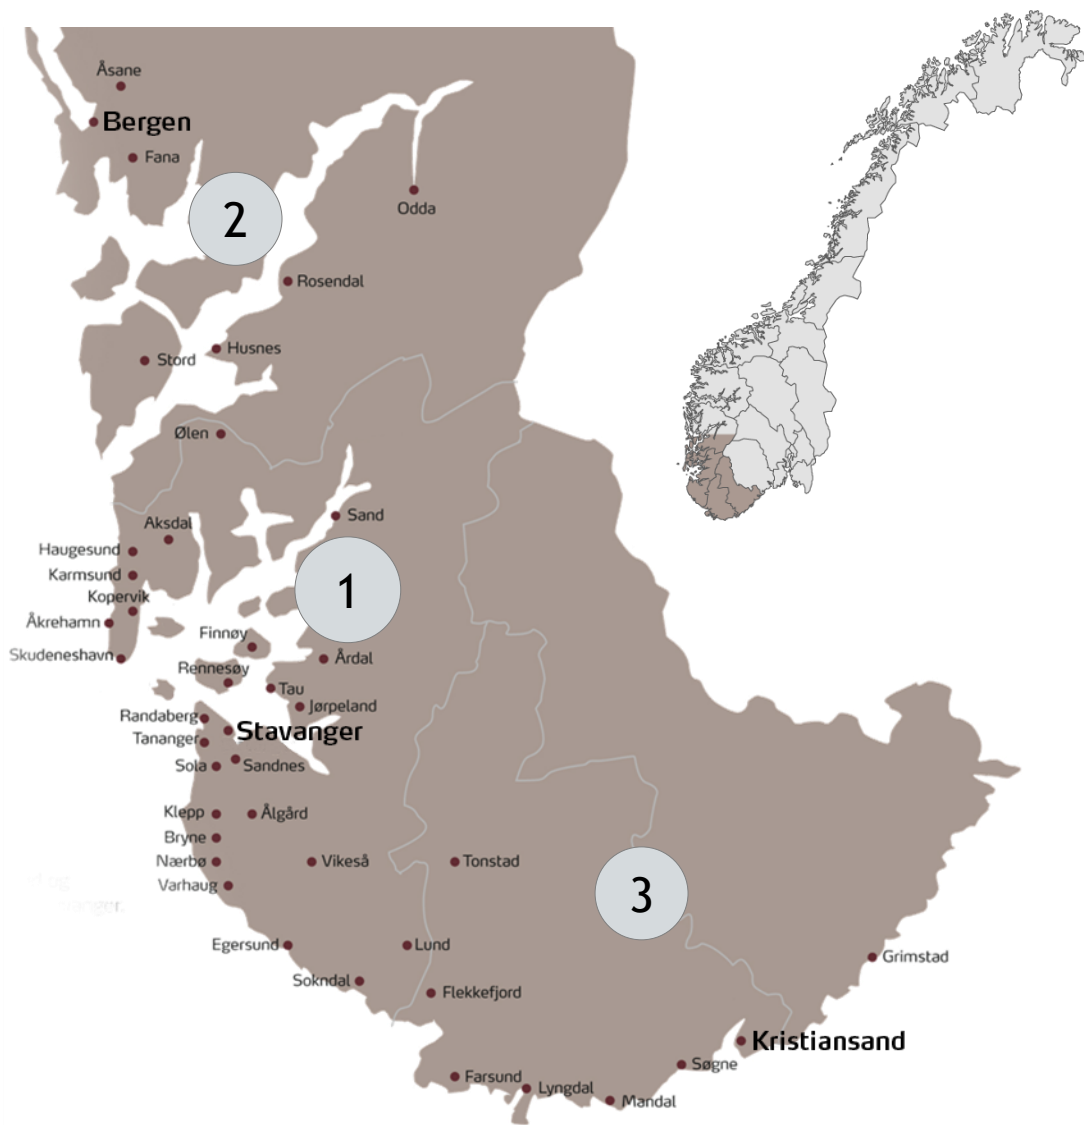 Åsane
Bergen
Fana
2
Odda
Rosendal
Husnes
Stord
Ølen
Sand
Aksdal
Haugesund
Karmsund
1
Kopervik
Åkrehamn
Finnøy
Skudeneshavn
Årdal
Rennesøy
Tau
Jørpeland
Randaberg
Stavanger
Tananger
Sola
Sandnes
Klepp
Ålgård
Bryne
Nærbø
Vikeså
Tonstad
Varhaug
3
Egersund
Lund
Grimstad
Sokndal
Flekkefjord
Kristiansand
Søgne
Farsund
Lyngdal
Mandal